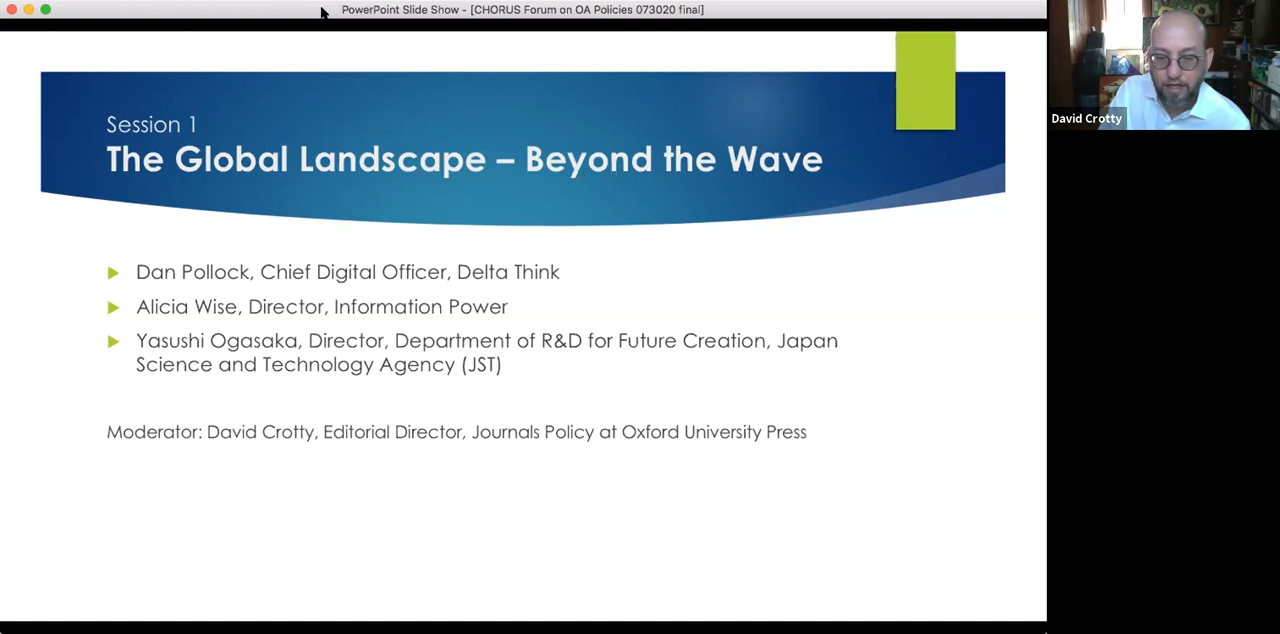 PowerPoint Slide Show - [CHORUS Forum on OA Policies 073020 final]
David Crotty
Session 1
The Global Landscape – Beyond the Wave
Dan Pollock, Chief Digital Officer, Delta Think
Alicia Wise, Director, Information Power
Yasushi Ogasaka, Director, Department of R&D for Future Creation, Japan
Science and Technology Agency (JST)
Moderator: David Crotty, Editorial Director, Journals Policy at Oxford University Press